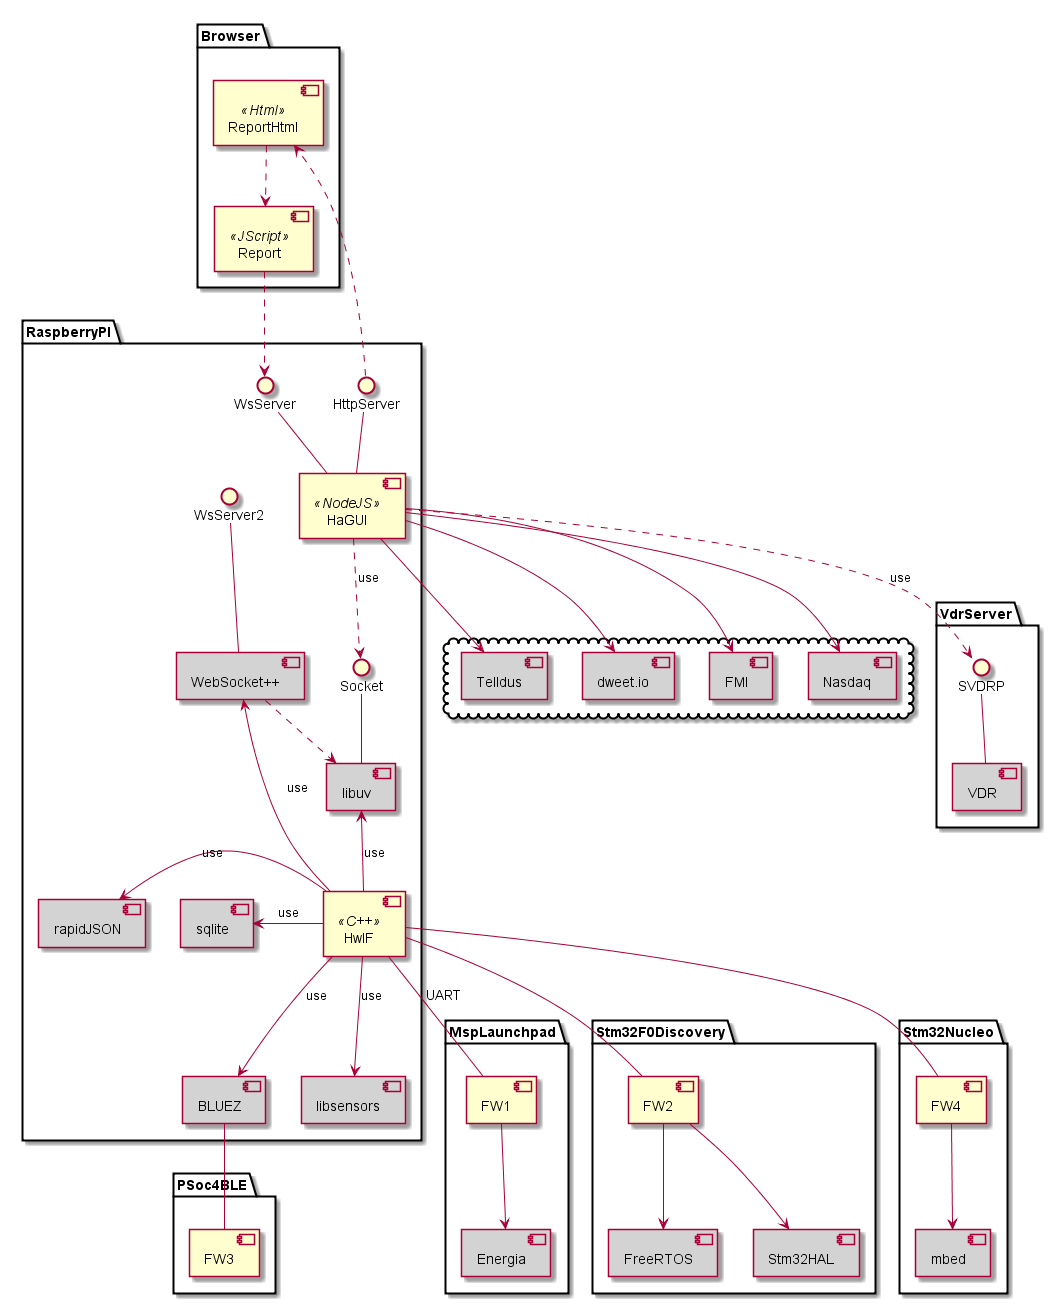 Browser
«Html»
ReportHtml
«JScript»
Report
RaspberryPI
WsServer
HttpServer
«NodeJS»
HaGUI
WsServer2
use
use
VdrServer
WebSocket++
Socket
Telldus
dweet.io
FMI
Nasdaq
SVDRP
use
libuv
VDR
use
use
rapidJSON
sqlite
use
«C++»
HwIF
use
use
UART
MspLaunchpad
Stm32F0Discovery
Stm32Nucleo
BLUEZ
libsensors
FW1
FW2
FW4
PSoc4BLE
FW3
Energia
FreeRTOS
Stm32HAL
mbed